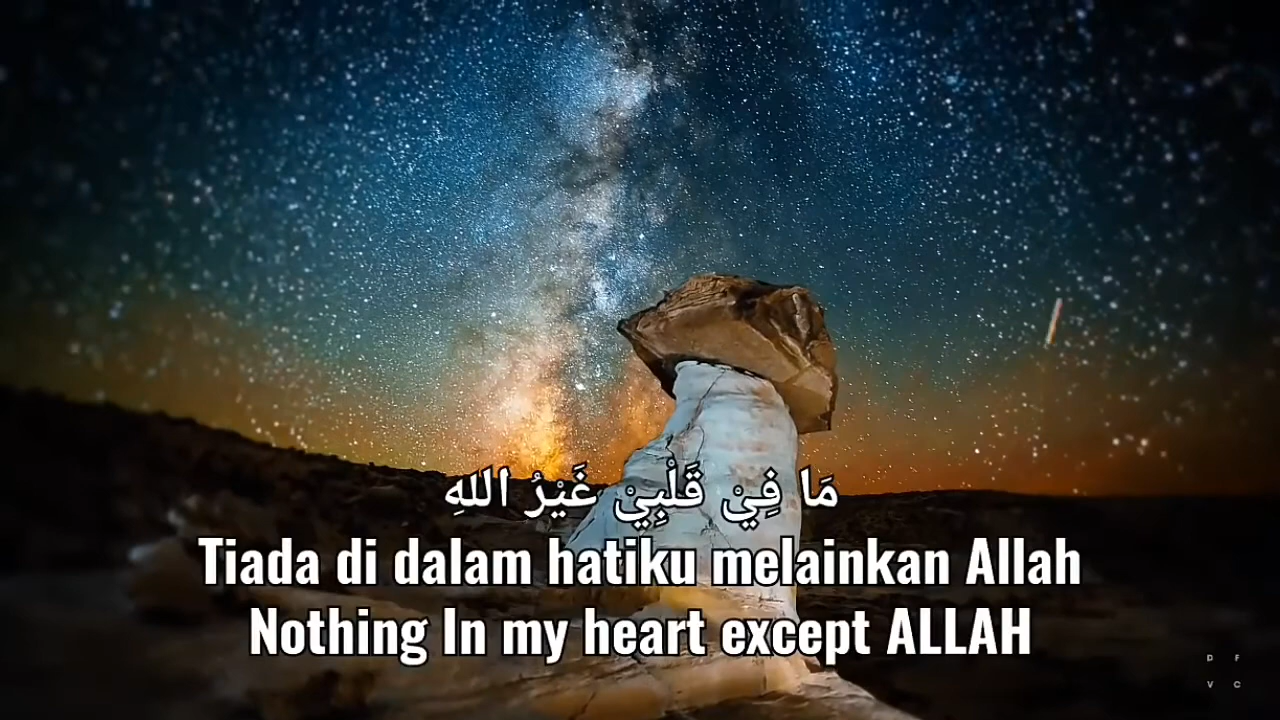 مَا فِيْ قَلْبِيْ غَيْرُ اللهِ
Tiada di dalam hatiku melainkan Allah
Nothing In my heart except ALLAH
D F
V C